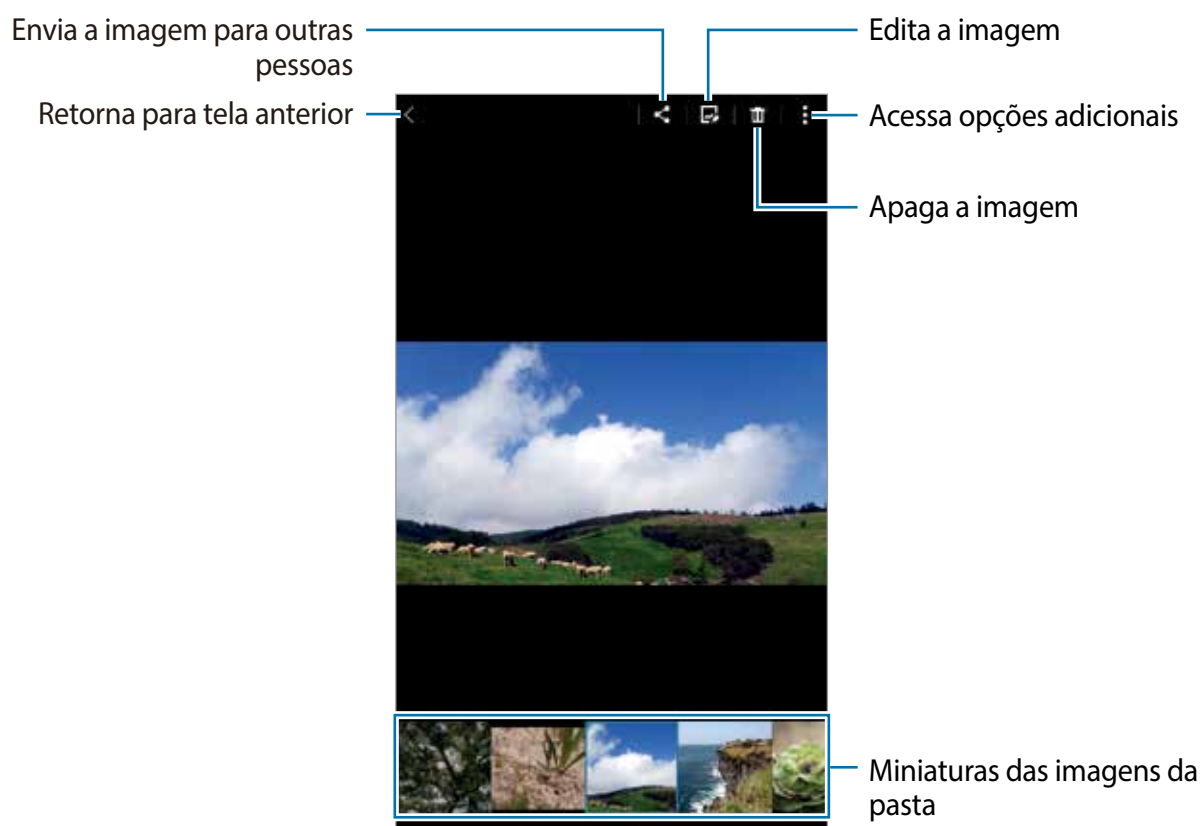 Envia a imagem para outras
pessoas
Retorna para tela anterior
Edita a imagem
Acessa opções adicionais
Apaga a imagem
Miniaturas das imagens da
pasta